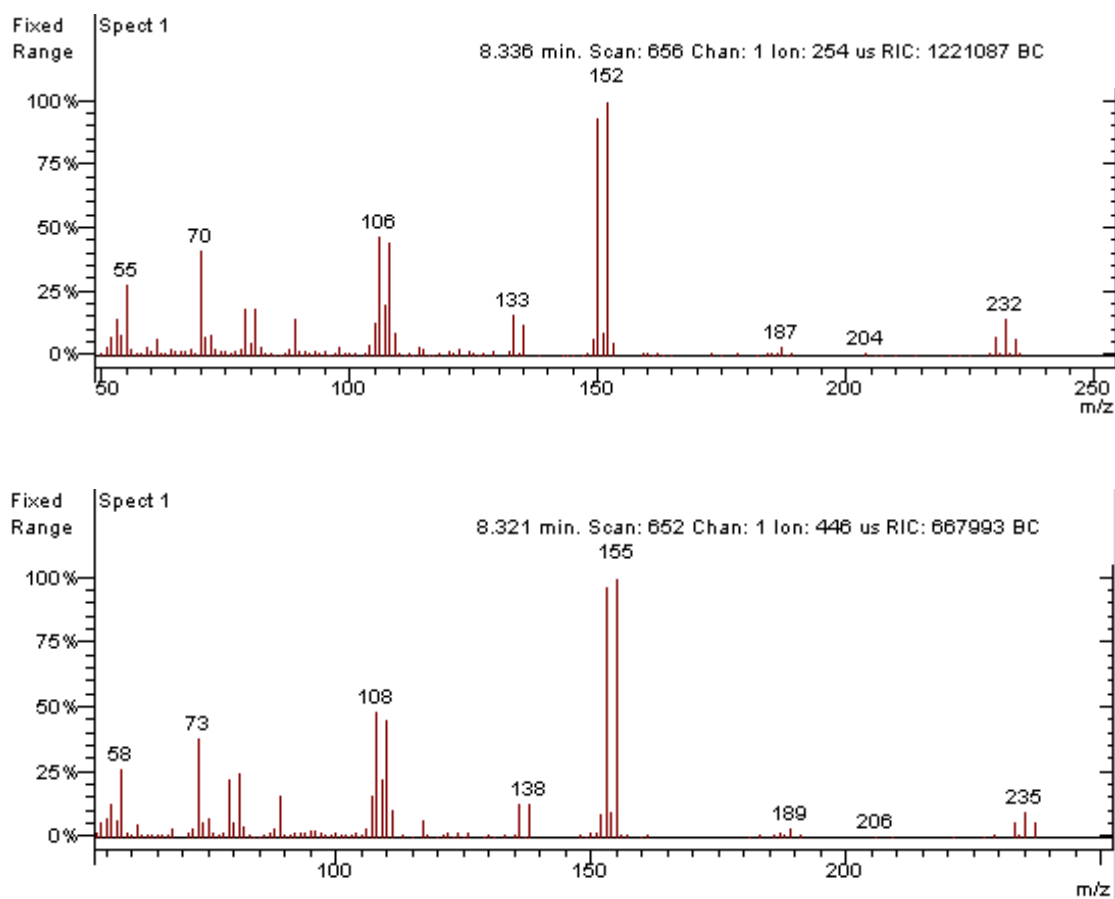 Fixed Spect 1
Range
8.336 min. Scan: 656 Chan: 1 Ion: 254 us RIC: 1221087 BC
152
100%
75%
50%
25%
0%
55
70
106
133
187
204
232
50 100 150 200 250
m/z
Fixed Spect 1
Range
8.321 min. Scan: 652 Chan: 1 Ion: 446 us RIC: 667993 BC
155
100%
75%
50%
25%
0%
58
73
108
138
189
206
235
100 150 200
m/z